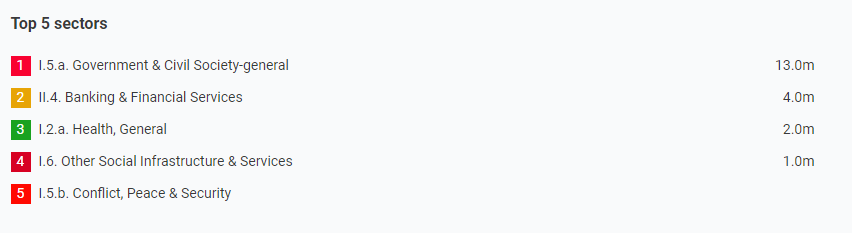 Top 5 sectors
1 I.5.a. Government & Civil Society-general 13.0m
2 II.4. Banking & Financial Services 4.0m
3 I.2.a. Health, General 2.0m
4 I.6. Other Social Infrastructure & Services 1.0m
5 I.5.b. Conflict, Peace & Security